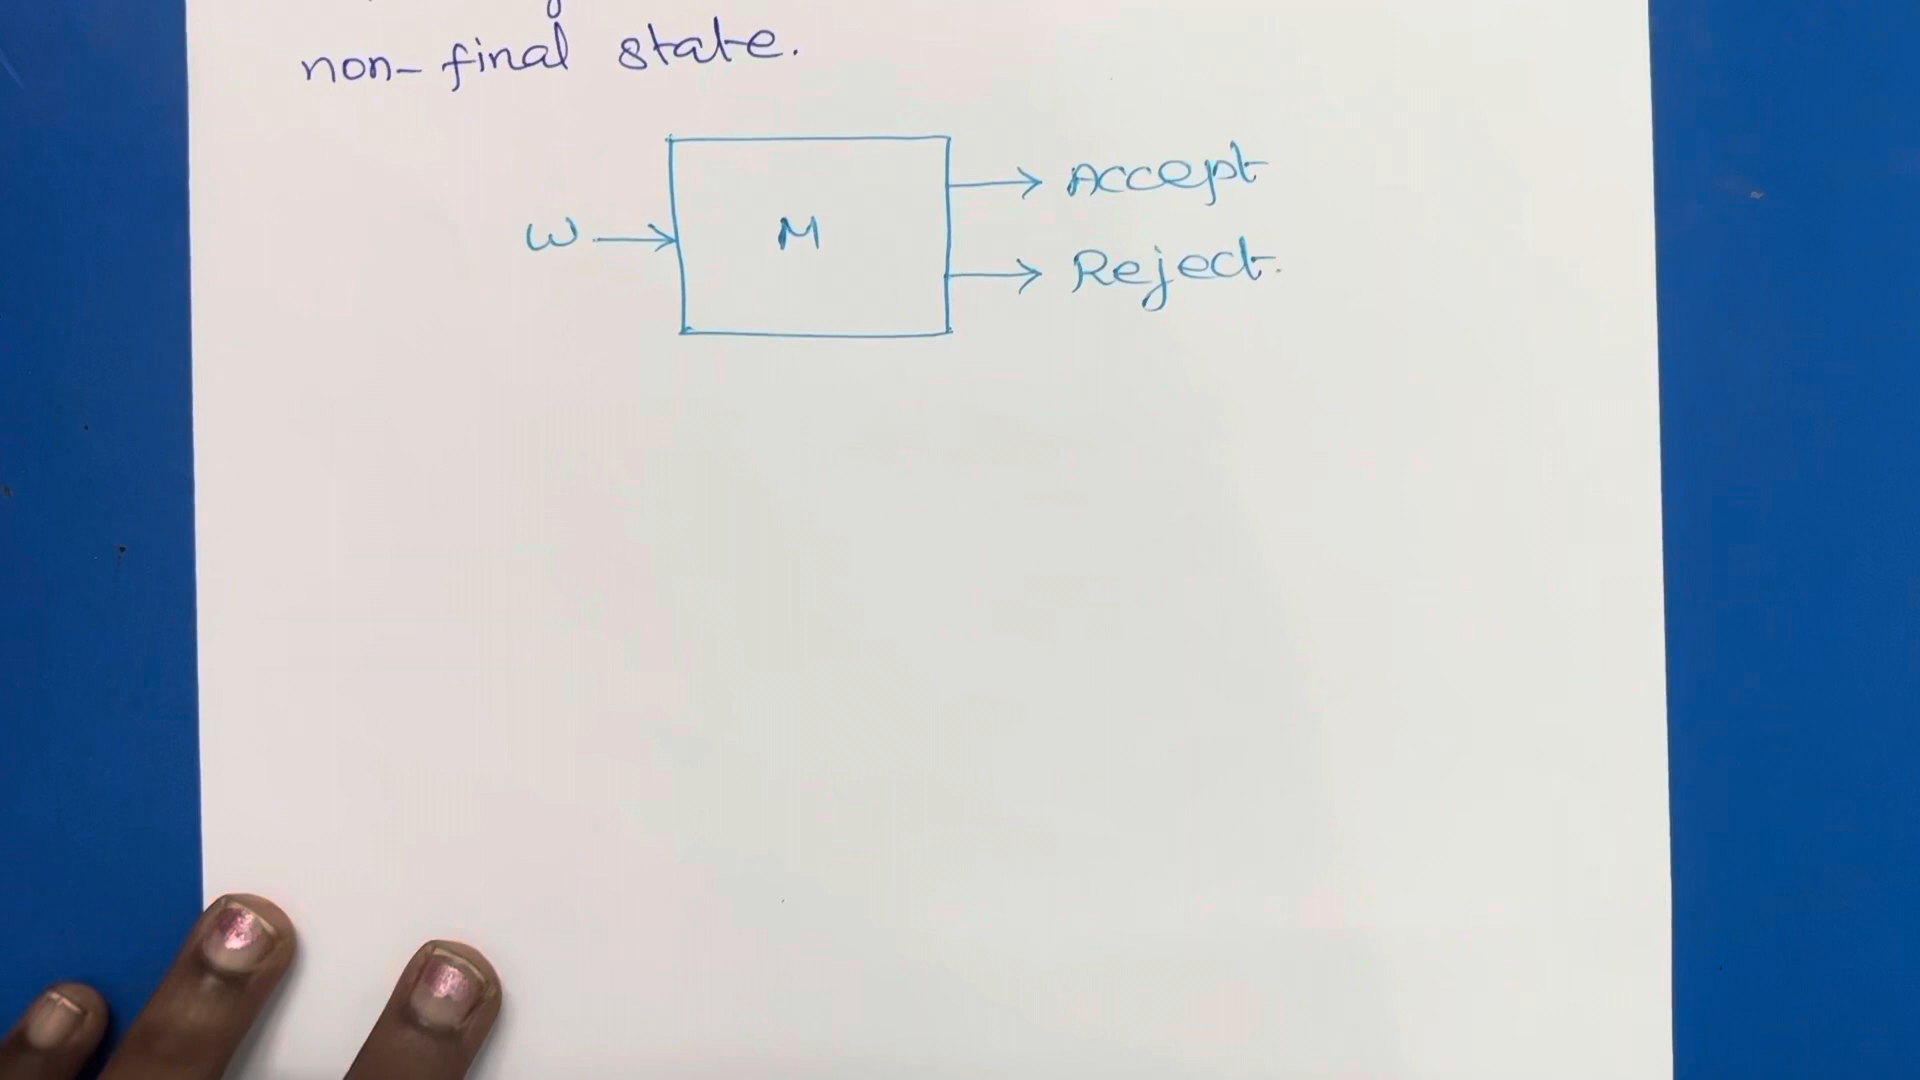 non-final state.
ω → M → Accept
→ Reject.